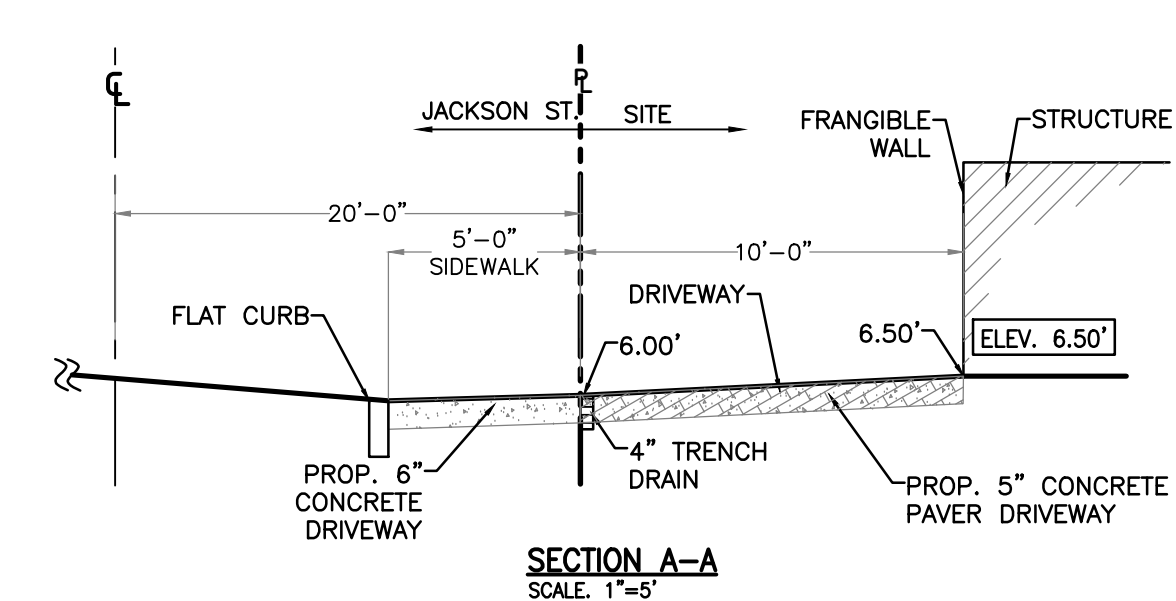 ℄
PL
JACKSON ST.
SITE
FRANGIBLE
WALL
STRUCTURE
20'-0"
5'-0"
SIDEWALK
10'-0"
DRIVEWAY
FLAT CURB
6.00'
6.50'
ELEV. 6.50'
4" TRENCH
DRAIN
PROP. 6"
CONCRETE
DRIVEWAY
PROP. 5" CONCRETE
PAVER DRIVEWAY
SECTION A-A
SCALE. 1"=5'